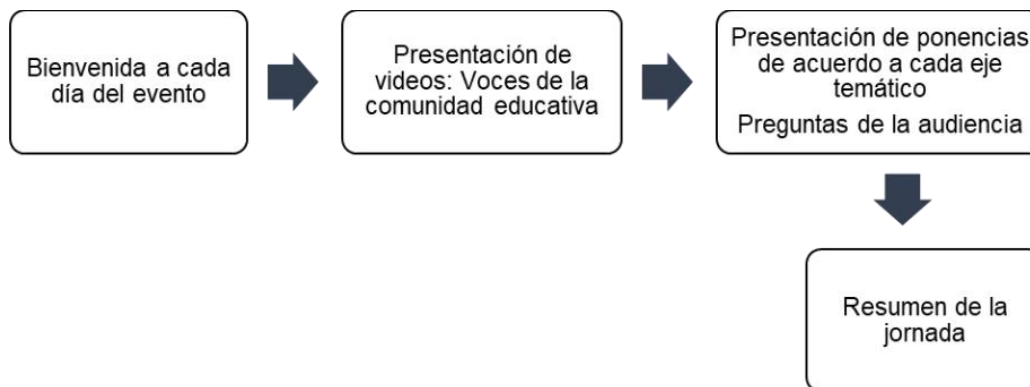 Bienvenida a cada
día del evento
Presentación de
videos: Voces de la
comunidad educativa
Presentación de ponencias
de acuerdo a cada eje
temático
Preguntas de la audiencia
Resumen de la
jornada